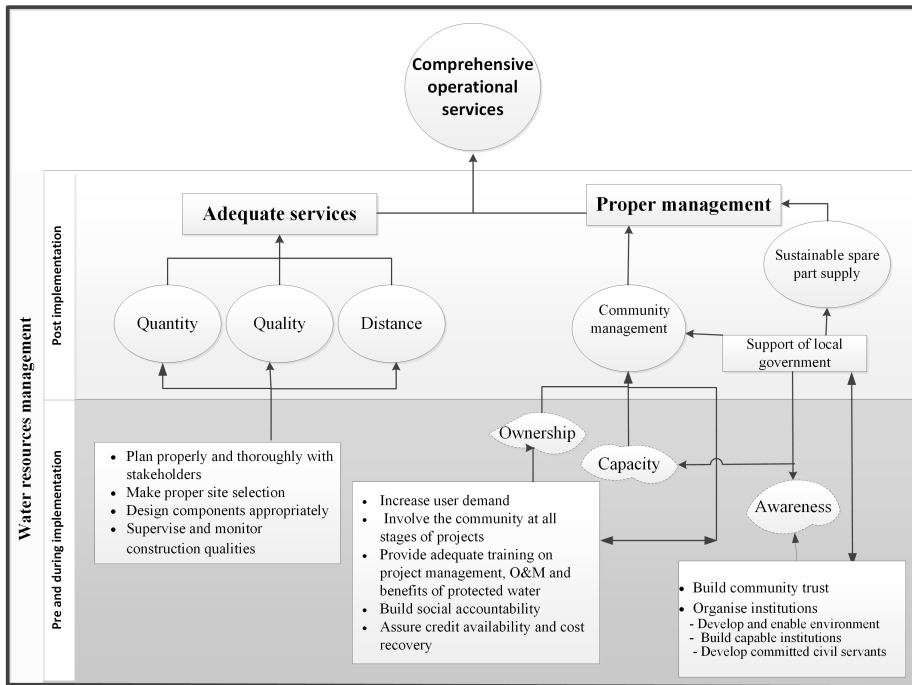 Comprehensive
operational
services
Water resources management
Post implementation
Adequate services
Proper management
Sustainable spare
part supply
Quantity
Quality
Distance
Community
management
Support of local
government
Pre and during implementation
Ownership
Capacity
Awareness
• Plan properly and thoroughly with
stakeholders
• Make proper site selection
• Design components appropriately
• Supervise and monitor
construction qualities
• Increase user demand
• Involve the community at all
stages of projects
• Provide adequate training on
project management, O&M and
benefits of protected water
• Build social accountability
• Assure credit availability and cost
recovery
• Build community trust
• Organise institutions
- Develop and enable environment
- Build capable institutions
- Develop committed civil servants